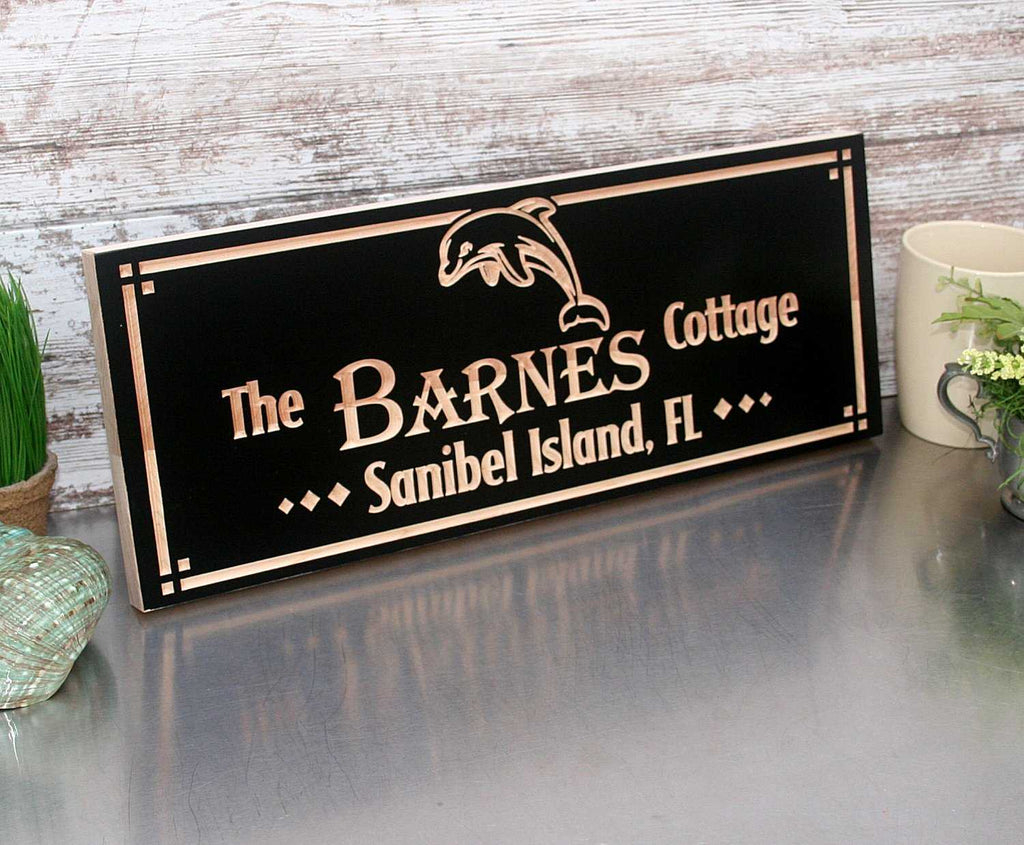 The BARNES Cottage
Sanibel Island, FL